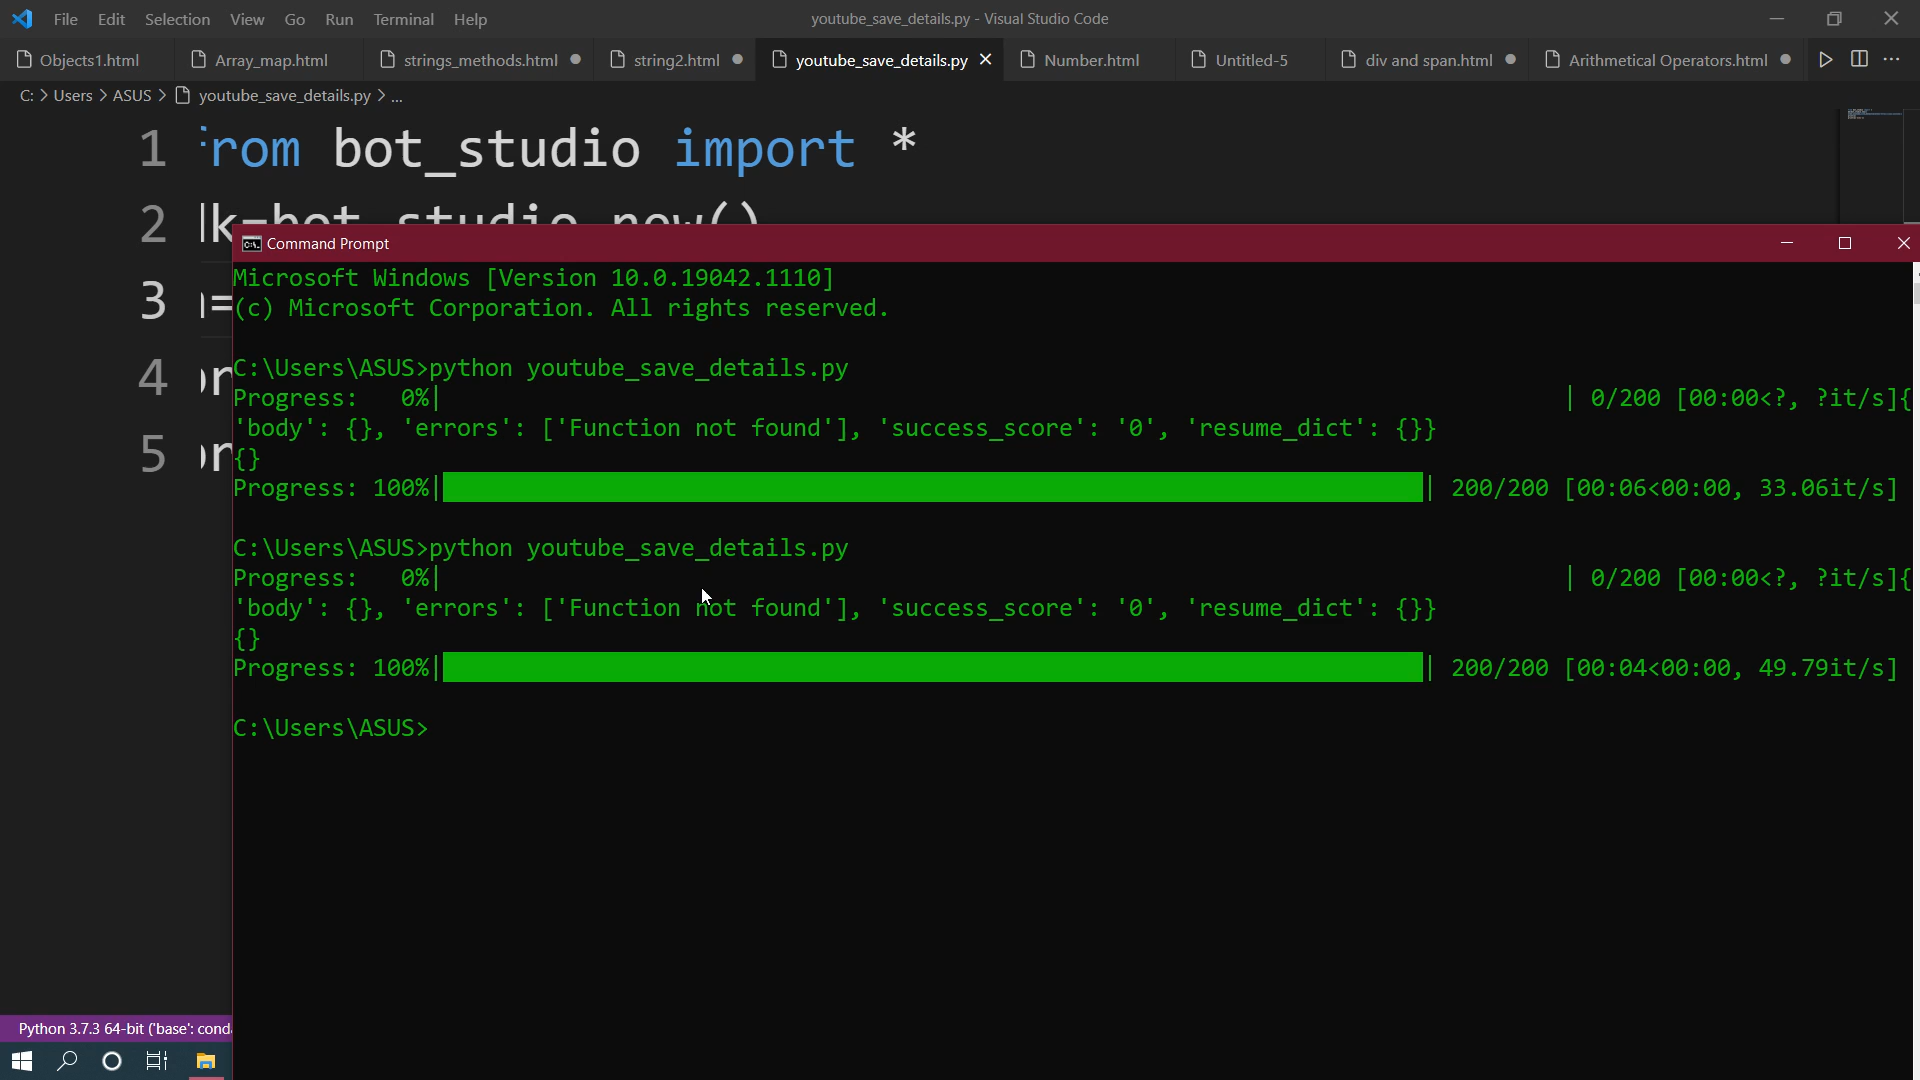 File Edit Selection View Go Run Terminal Help
youtube_save_details.py - Visual Studio Code
Objects1.html Array_map.html strings_methods.html string2.html youtube_save_details.py Number.html Untitled-5 div and span.html Arithmetical Operators.html
C: > Users > ASUS > youtube_save_details.py > ...
1 from bot_studio import *
2 k=bot_studio.new()
3 =
4
5
Command Prompt
Microsoft Windows [Version 10.0.19042.1110]
(c) Microsoft Corporation. All rights reserved.
C:\Users\ASUS>python youtube_save_details.py
Progress: 0%| | 0/200 [00:00<?, ?it/s]{
'body': {}, 'errors': ['Function not found'], 'success_score': '0', 'resume_dict': {}}
{}
Progress: 100%| | 200/200 [00:06<00:00, 33.06it/s]
C:\Users\ASUS>python youtube_save_details.py
Progress: 0%| | 0/200 [00:00<?, ?it/s]{
'body': {}, 'errors': ['Function not found'], 'success_score': '0', 'resume_dict': {}}
{}
Progress: 100%| | 200/200 [00:04<00:00, 49.79it/s]
C:\Users\ASUS>
Python 3.7.3 64-bit ('base': conda